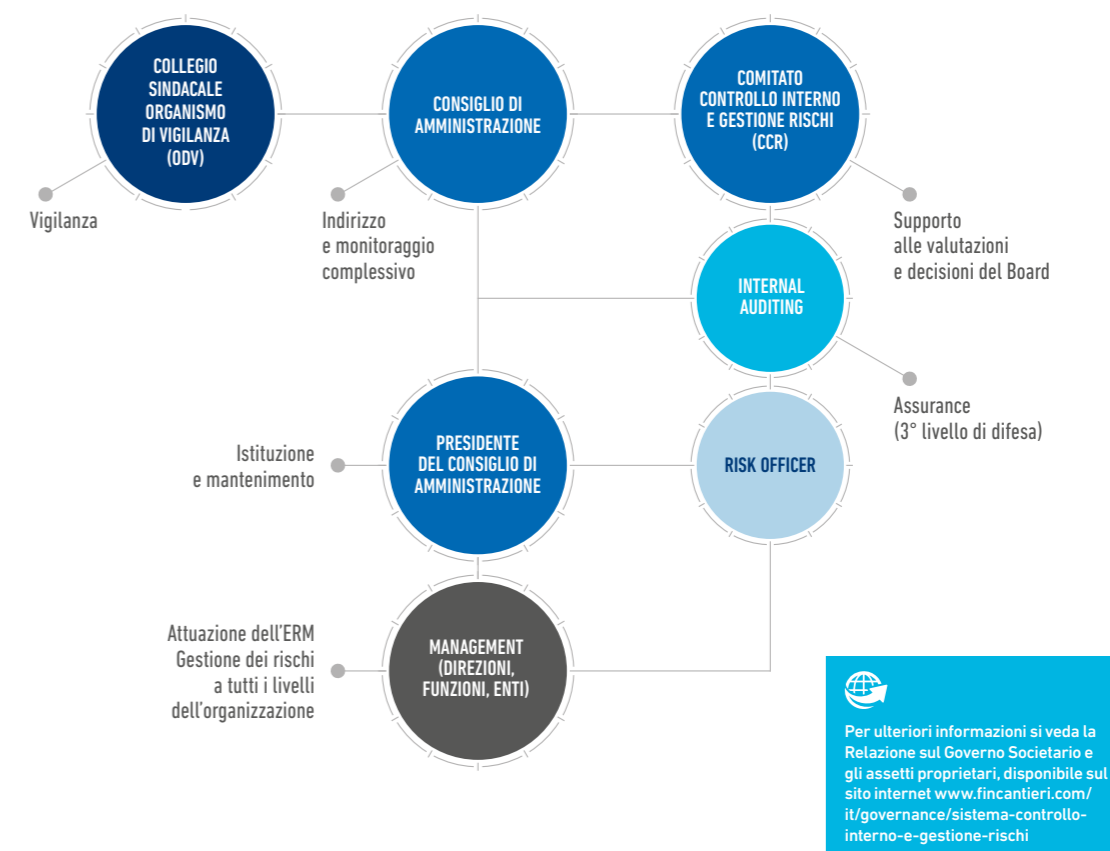 COLLEGIO
SINDACALE
ORGANISMO
DI VIGILANZA
(ODV)
CONSIGLIO DI
AMMINISTRAZIONE
COMITATO
CONTROLLO INTERNO
E GESTIONE RISCHI
(CCR)
Vigilanza
Indirizzo
e monitoraggio
complessivo
Supporto
alle valutazioni
e decisioni del Board
INTERNAL
AUDITING
Assurance
(3° livello di difesa)
Istituzione
e mantenimento
PRESIDENTE
DEL CONSIGLIO DI
AMMINISTRAZIONE
RISK OFFICER
Attuazione dell'ERM
Gestione dei rischi
a tutti i livelli
dell'organizzazione
MANAGEMENT
(DIREZIONI,
FUNZIONI, ENTI)
Per ulteriori informazioni si veda la
Relazione sul Governo Societario e
gli assetti proprietari, disponibile sul
sito internet www.fincantieri.com/
it/governance/sistema-controllo-
interno-e-gestione-rischi